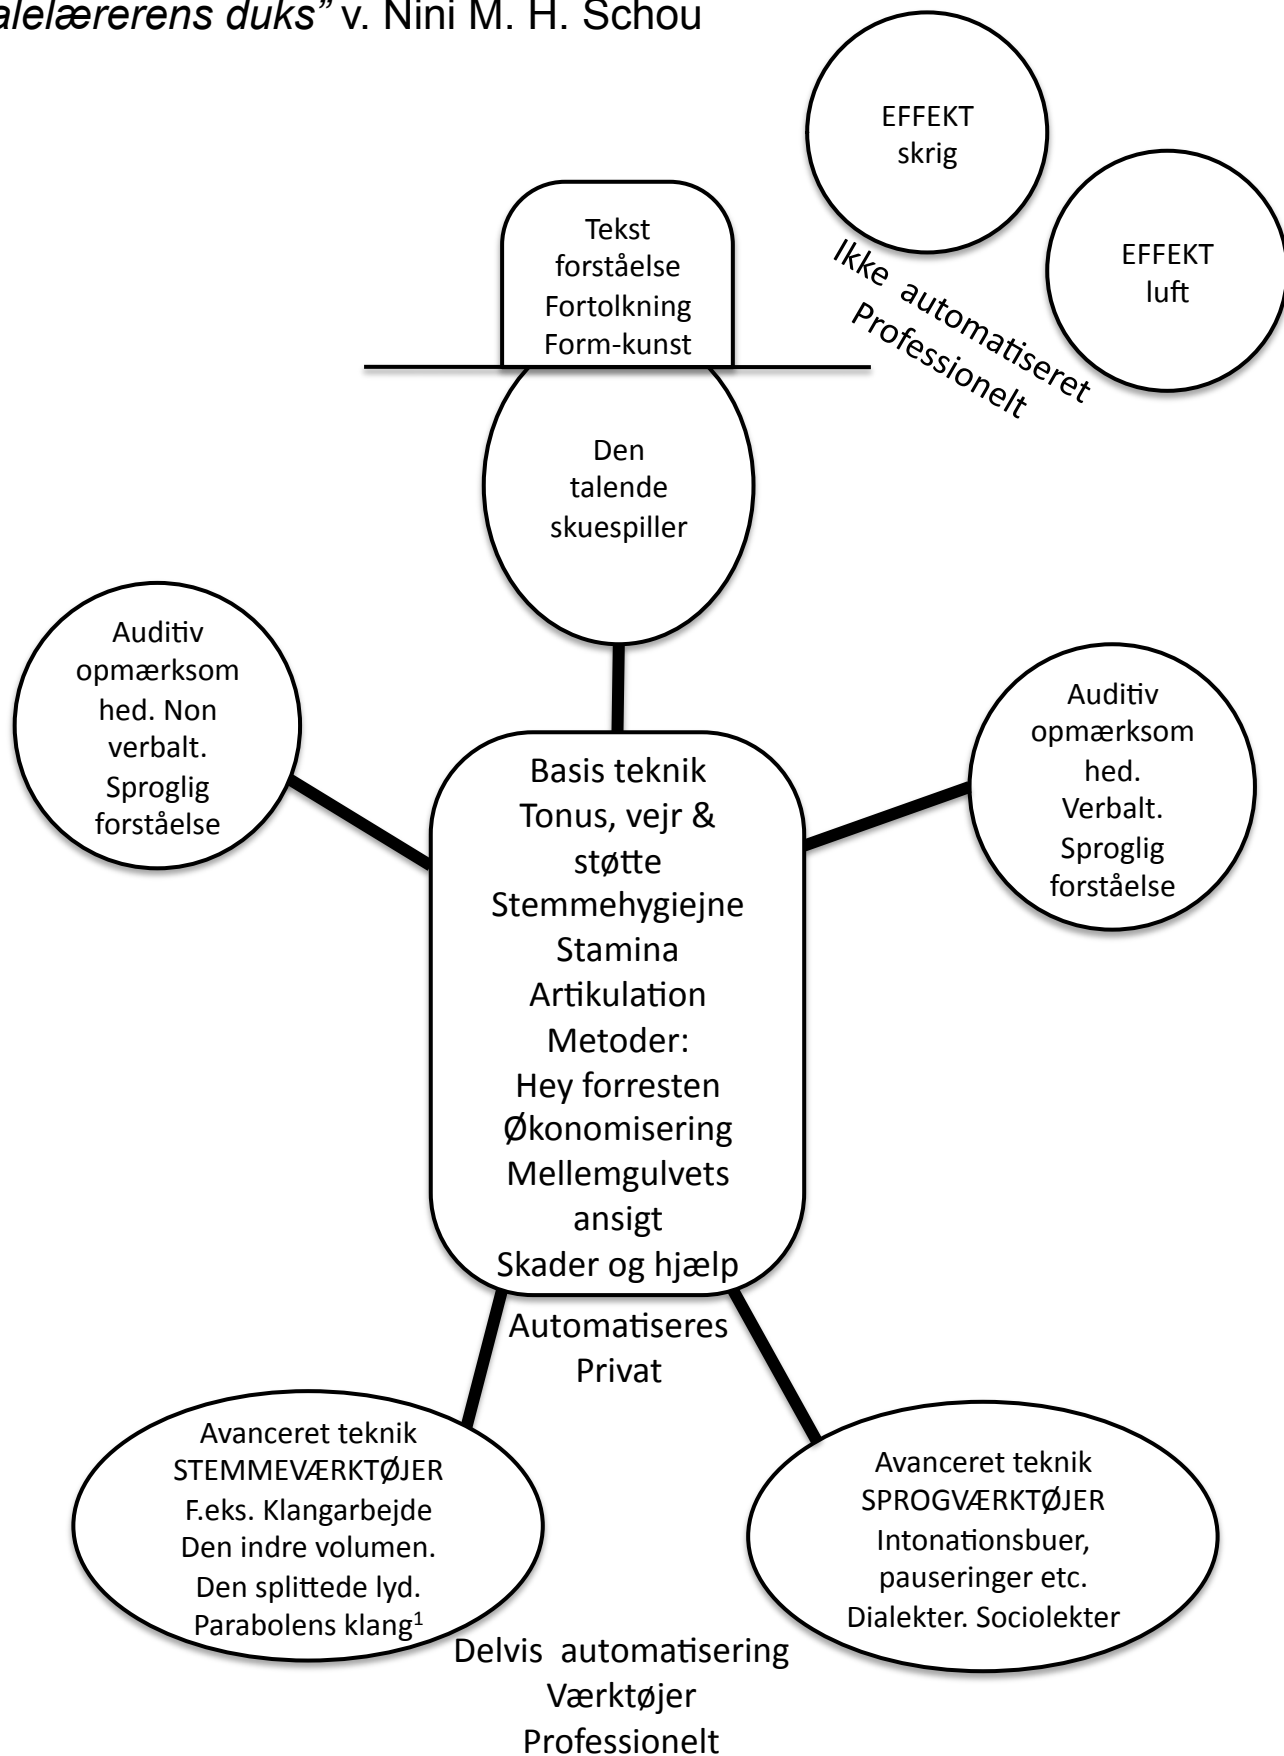 alelærerens duks” v. Nini M. H. Schou
EFFEKT
skrig
EFFEKT
luft
Ikke automatiseret
Professionelt
Tekst
forståelse
Fortolkning
Form-kunst
Den
talende
skuespiller
Auditiv
opmærksom
hed. Non
verbalt.
Sproglig
forståelse
Auditiv
opmærksom
hed.
Verbalt.
Sproglig
forståelse
Basis teknik
Tonus, vejr &
støtte
Stemmehygiejne
Stamina
Artikulation
Metoder:
Hey forresten
Økonomisering
Mellemgulvets
ansigt
Skader og hjælp
Automatiseres
Privat
Avanceret teknik
STEMMEVÆRKTØJER
F.eks. Klangarbejde
Den indre volumen.
Den splittede lyd.
Parabolens klang¹
Avanceret teknik
SPROGVÆRKTØJER
Intonationsbuer,
pauseringer etc.
Dialekter. Sociolekter
Delvis automatisering
Værktøjer
Professionelt